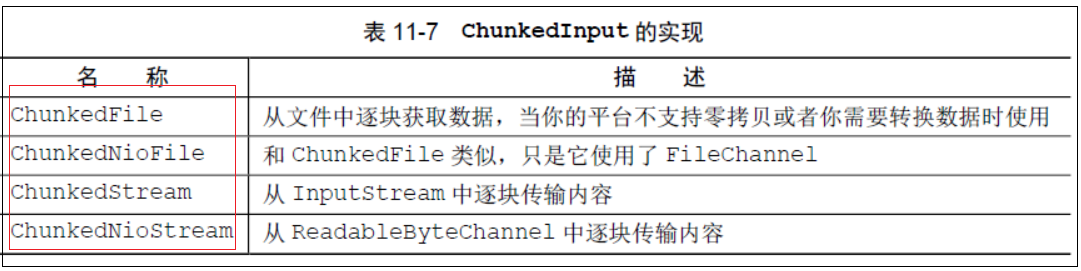 表 11-7 ChunkedInput 的实现
名 称 描 述
ChunkedFile 从文件中逐块获取数据，当你的平台不支持零拷贝或者你需要转换数据时使用
ChunkedNioFile 和 ChunkedFile 类似，只是它使用了 FileChannel
ChunkedStream 从 InputStream 中逐块传输内容
ChunkedNioStream 从 ReadableByteChannel 中逐块传输内容